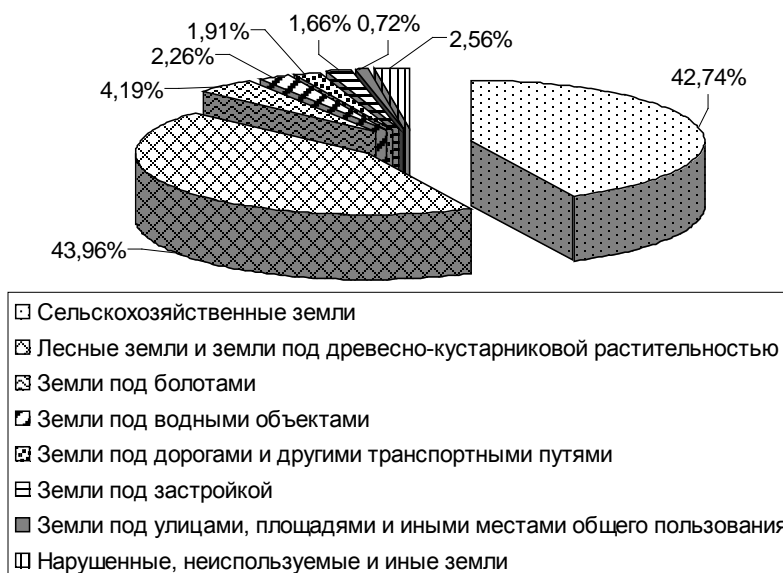 1,66% 0,72%
1,91%
2,56%
2,26%
42,74%
4,19%
43,96%
Сельскохозяйственные земли
Лесные земли и земли под древесно-кустарниковой растительностью
Земли под болотами
Земли под водными объектами
Земли под дорогами и другими транспортными путями
Земли под застройкой
Земли под улицами, площадями и иными местами общего пользования
Нарушенные, неиспользуемые и иные земли